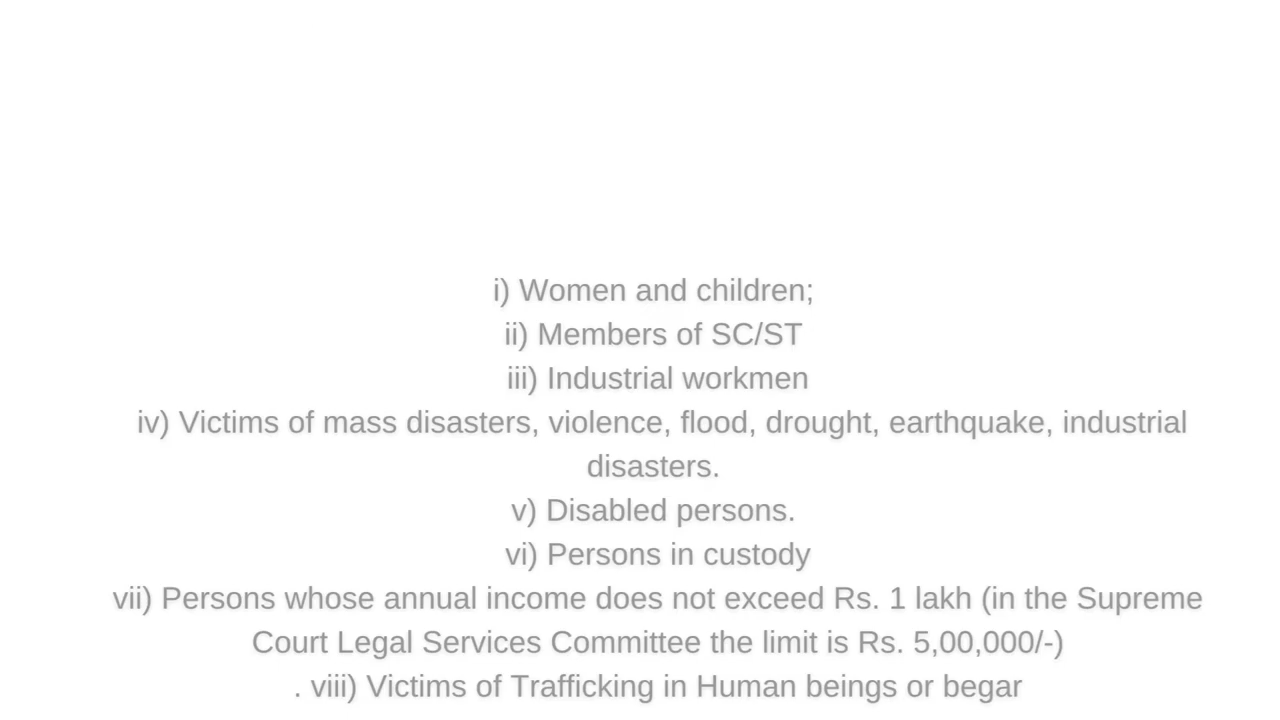 i) Women and children;
ii) Members of SC/ST
iii) Industrial workmen
iv) Victims of mass disasters, violence, flood, drought, earthquake, industrial
disasters.
v) Disabled persons.
vi) Persons in custody
vii) Persons whose annual income does not exceed Rs. 1 lakh (in the Supreme
Court Legal Services Committee the limit is Rs. 5,00,000/-)
. viii) Victims of Trafficking in Human beings or begar